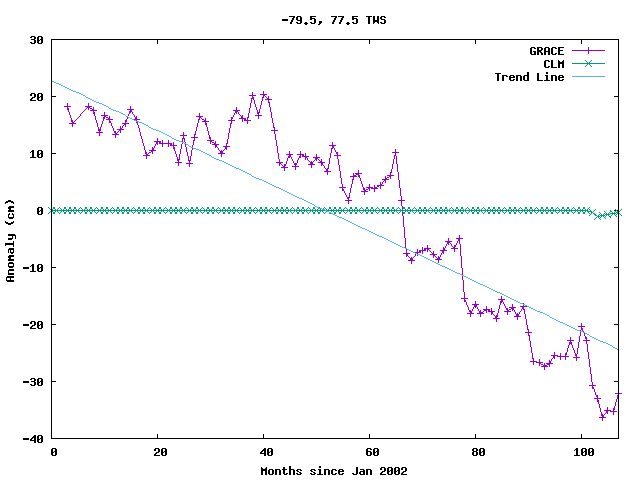 -79.5, 77.5 TWS
GRACE
CLM
Trend Line
30
20
10
0
-10
-20
-30
-40
Anomaly (cm)
0 20 40 60 80 100
Months since Jan 2002